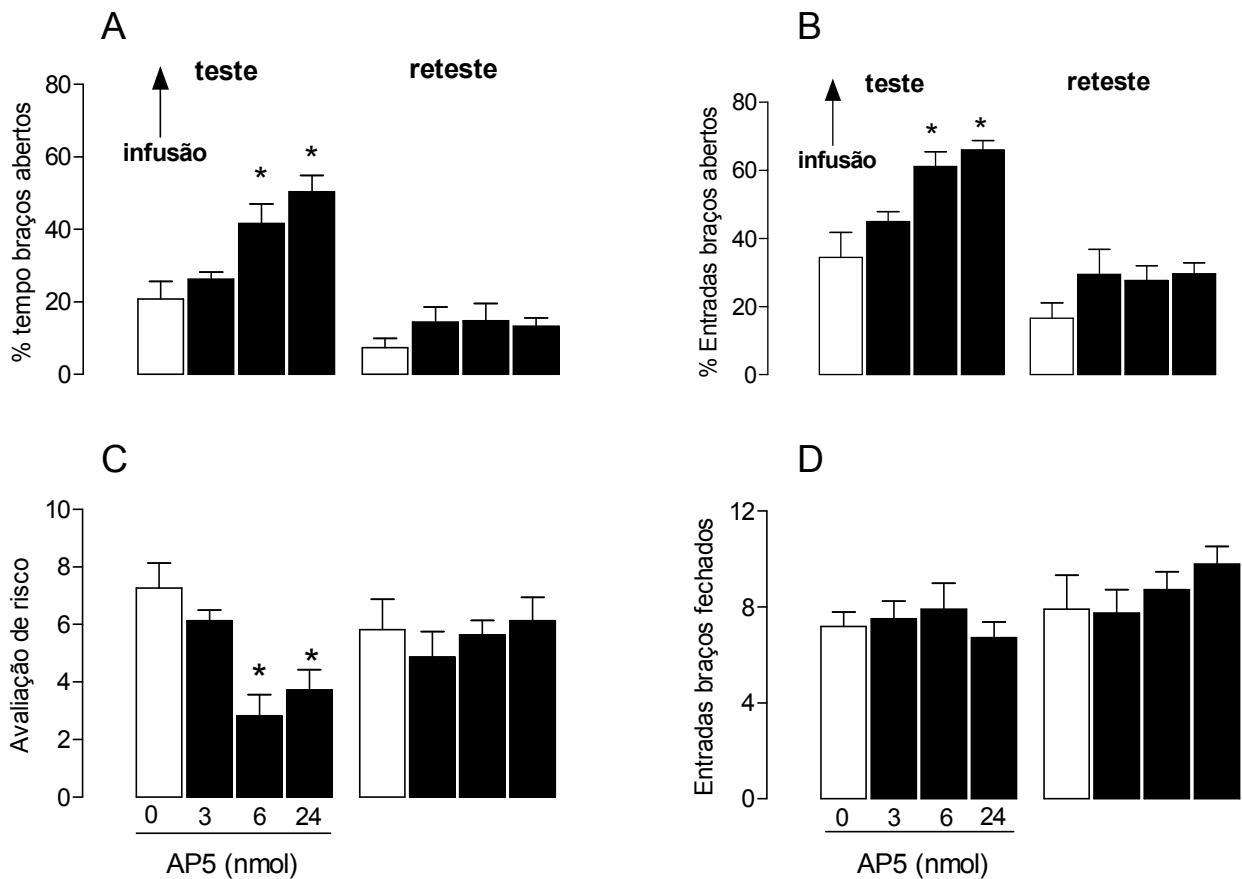 A
teste
reteste
infusão
* *
% tempo braços abertos
80
60
40
20
0
B
teste
reteste
infusão
* *
% Entradas braços abertos
80
60
40
20
0
C
Avaliação de risco
10
8
6
4
2
0
* *
0 3 6 24
AP5 (nmol)
D
Entradas braços fechados
12
8
4
0
0 3 6 24
AP5 (nmol)